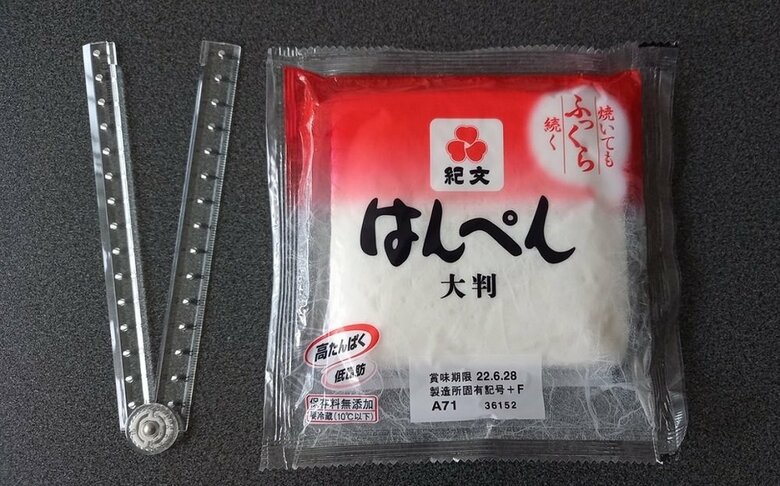 焼いても
ふっくら
続く
紀文
はんぺん
大判
高たんぱく
低脂肪
保存料無添加
要冷蔵(10℃以下)
賞味期限 22.6.28
製造所固有記号+F
A71 36152